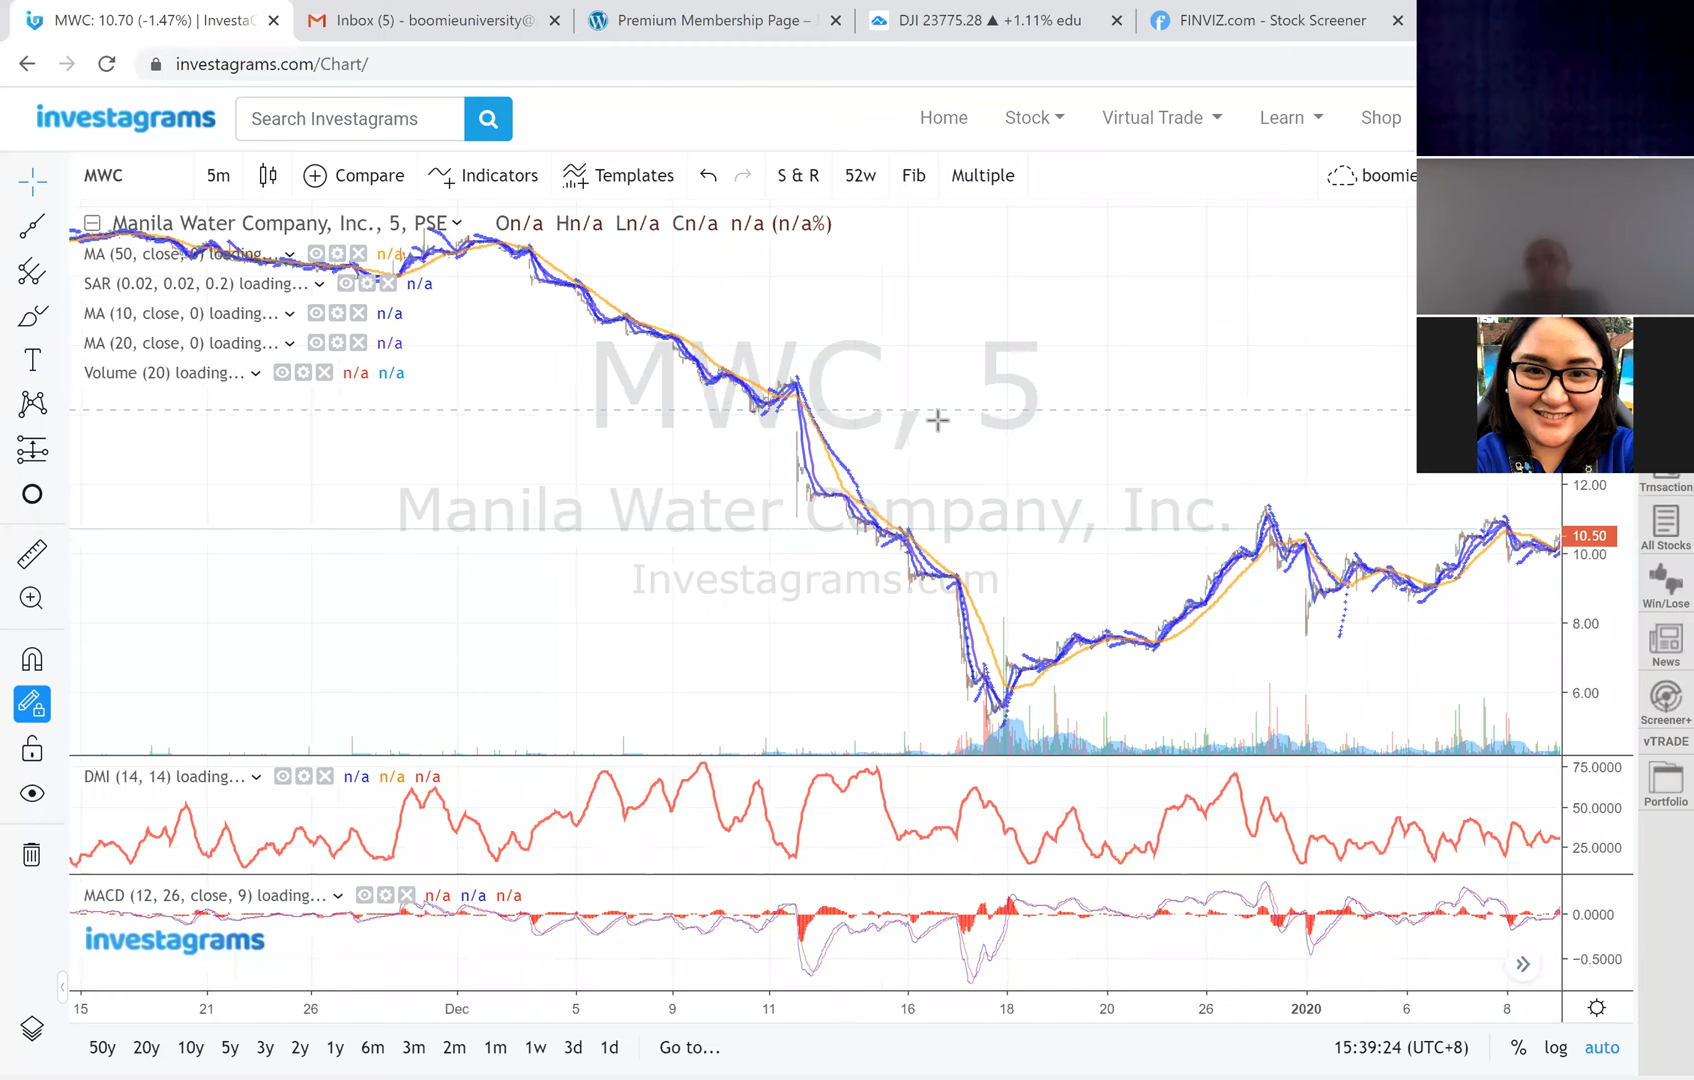 MWC: 10.70 (-1.47%) | Investa
Inbox (5) - boomieuniversity@
Premium Membership Page –
DJI 23775.28 ▲ +1.11% edu
FINVIZ.com - Stock Screener
investagrams.com/Chart/
investagrams
Search Investagrams
Home
Stock
Virtual Trade
Learn
Shop
MWC
5m
Compare
Indicators
Templates
S & R
52w
Fib
Multiple
boomie
Manila Water Company, Inc., 5, PSE
On/a Hn/a Ln/a Cn/a n/a (n/a%)
MA (50, close, 0) loading... n/a
SAR (0.02, 0.02, 0.2) loading... n/a
MA (10, close, 0) loading... n/a
MA (20, close, 0) loading... n/a
Volume (20) loading... n/a n/a
MWC, 5
Manila Water Company, Inc.
Investagrams.com
12.00
10.50
10.00
8.00
6.00
Trnsaction
All Stocks
Win/Lose
News
Screener+
vTRADE
Portfolio
DMI (14, 14) loading... n/a n/a n/a
75.0000
50.0000
25.0000
MACD (12, 26, close, 9) loading... n/a n/a n/a
0.0000
−0.5000
investagrams
15 21 26 Dec 5 9 11 16 18 20 26 2020 6 8
50y 20y 10y 5y 3y 2y 1y 6m 3m 2m 1m 1w 3d 1d Go to...
15:39:24 (UTC+8) % log auto